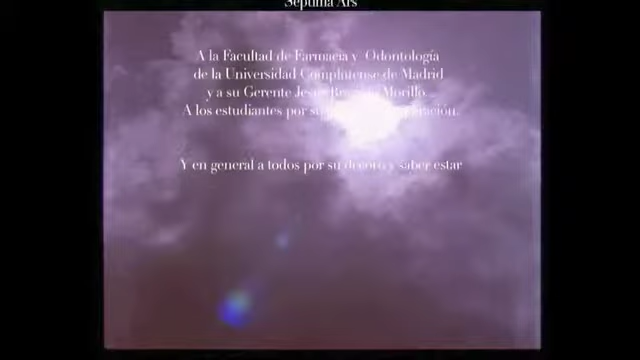 Septima Ars
A la Facultad de Farmacia y Odontología
de la Universidad Complutense de Madrid
y a su Gerente Jesús Morillo..
A los estudiantes por su
Y en general a todos por su decoro y saber estar